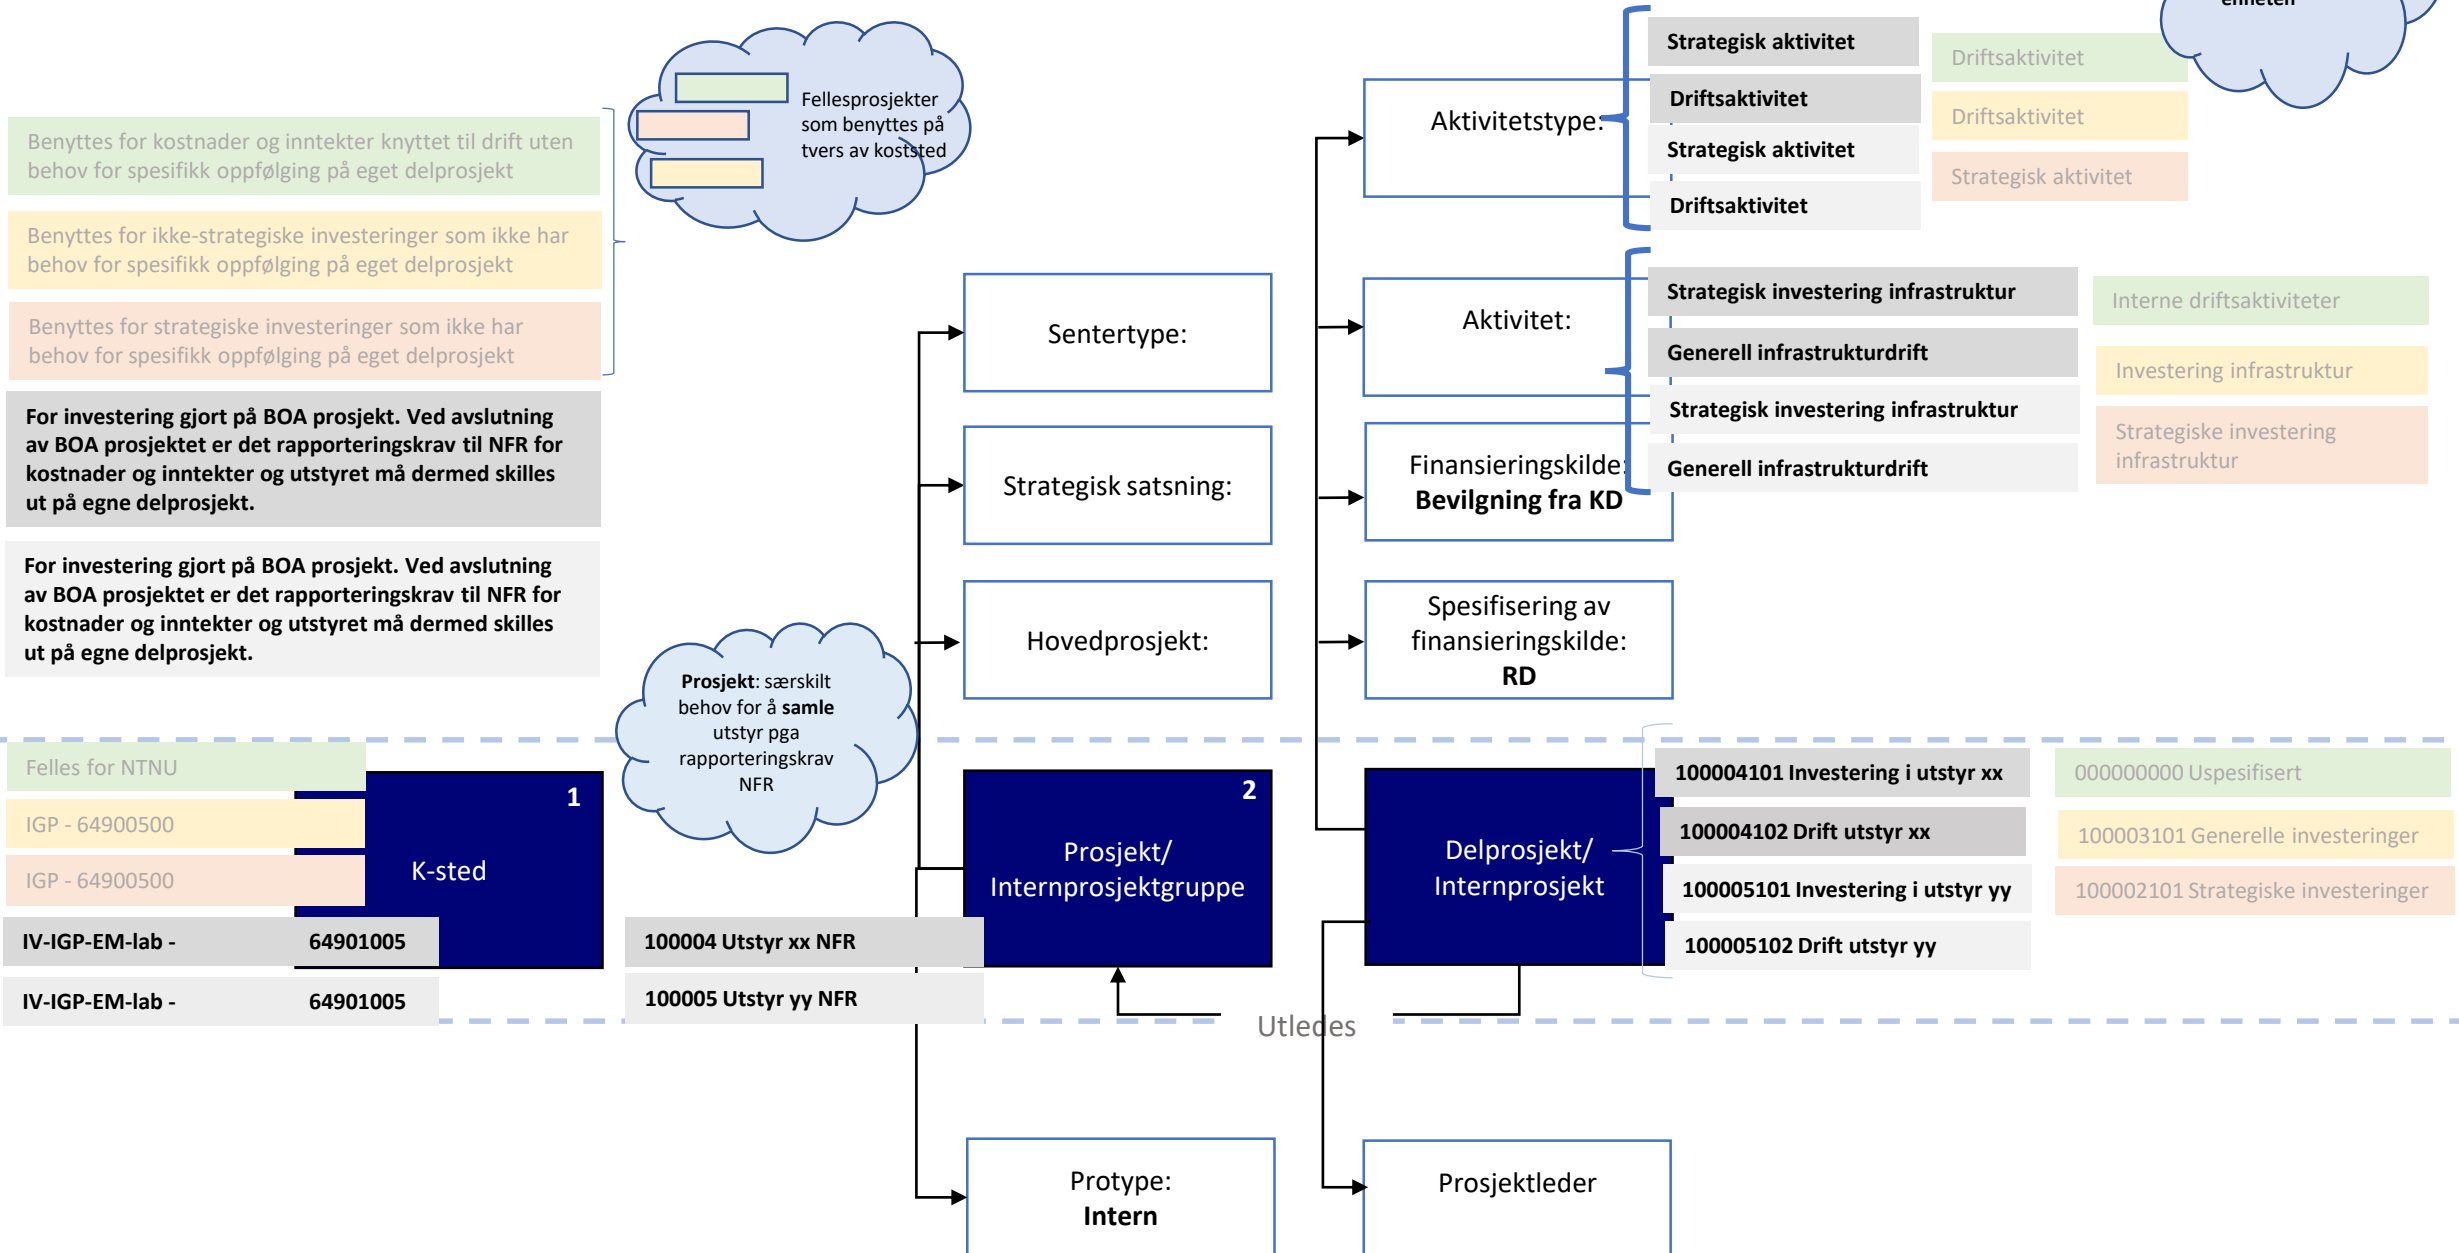 enheten
Fellesprosjekter
som benyttes på
tvers av koststed
Benyttes for kostnader og inntekter knyttet til drift uten
behov for spesifikk oppfølging på eget delprosjekt
Benyttes for ikke-strategiske investeringer som ikke har
behov for spesifikk oppfølging på eget delprosjekt
Benyttes for strategiske investeringer som ikke har
behov for spesifikk oppfølging på eget delprosjekt
For investering gjort på BOA prosjekt. Ved avslutning
av BOA prosjektet er det rapporteringskrav til NFR for
kostnader og inntekter og utstyret må dermed skilles
ut på egne delprosjekt.
For investering gjort på BOA prosjekt. Ved avslutning
av BOA prosjektet er det rapporteringskrav til NFR for
kostnader og inntekter og utstyret må dermed skilles
ut på egne delprosjekt.
Sentertype:
Strategisk satsning:
Hovedprosjekt:
Aktivitetstype:
Strategisk aktivitet
Driftsaktivitet
Strategisk aktivitet
Driftsaktivitet
Driftsaktivitet
Driftsaktivitet
Strategisk aktivitet
Aktivitet:
Strategisk investering infrastruktur
Generell infrastrukturdrift
Strategisk investering infrastruktur
Generell infrastrukturdrift
Interne driftsaktiviteter
Investering infrastruktur
Strategiske investering
infrastruktur
Finansieringskilde:
Bevilgning fra KD
Spesifisering av
finansieringskilde:
RD
Prosjekt: særskilt
behov for å samle
utstyr pga
rapporteringskrav
NFR
Felles for NTNU
IGP - 64900500
IGP - 64900500
IV-IGP-EM-lab - 64901005
IV-IGP-EM-lab - 64901005
1
K-sted
100004 Utstyr xx NFR
100005 Utstyr yy NFR
2
Prosjekt/
Internprosjektgruppe
Delprosjekt/
Internprosjekt
100004101 Investering i utstyr xx
100004102 Drift utstyr xx
100005101 Investering i utstyr yy
100005102 Drift utstyr yy
000000000 Uspesifisert
100003101 Generelle investeringer
100002101 Strategiske investeringer
Utledes
Protype:
Intern
Prosjektleder